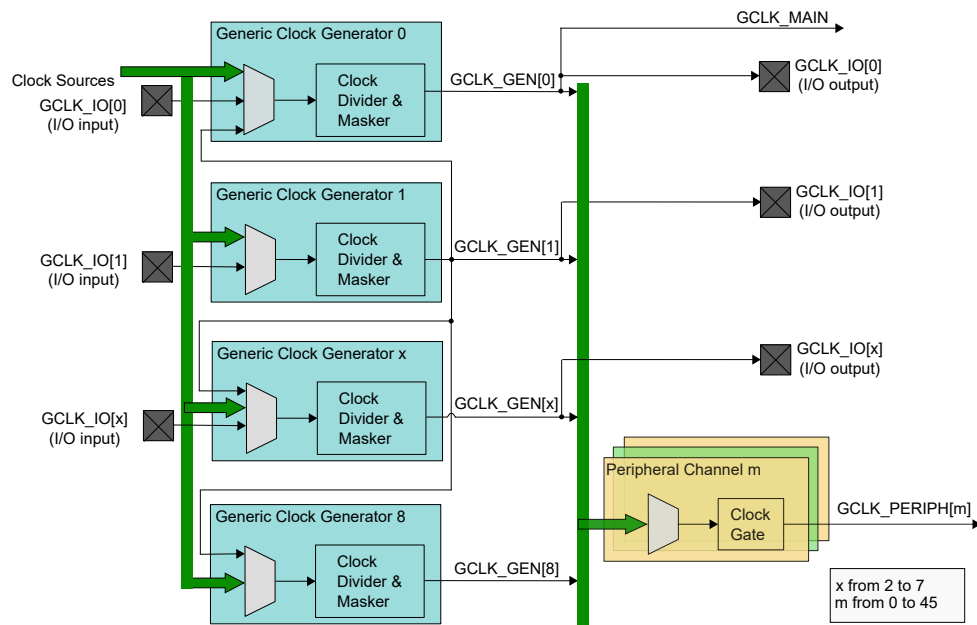 GCLK_MAIN
Generic Clock Generator 0
Clock Sources
Clock
Divider &
Masker
GCLK_GEN[0]
GCLK_IO[0]
(I/O output)
GCLK_IO[0]
(I/O input)
Generic Clock Generator 1
Clock
Divider &
Masker
GCLK_GEN[1]
GCLK_IO[1]
(I/O output)
GCLK_IO[1]
(I/O input)
Generic Clock Generator x
Clock
Divider &
Masker
GCLK_GEN[x]
GCLK_IO[x]
(I/O output)
GCLK_IO[x]
(I/O input)
Generic Clock Generator 8
Clock
Divider &
Masker
GCLK_GEN[8]
Peripheral Channel m
Clock
Gate
GCLK_PERIPH[m]
x from 2 to 7
m from 0 to 45